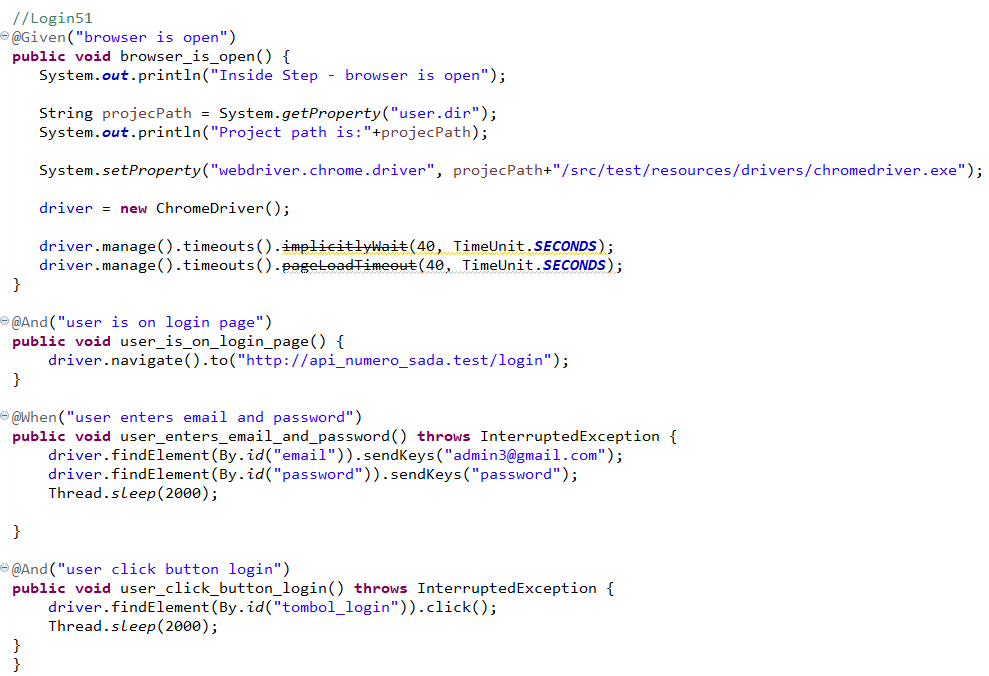 //Login51
@Given("browser is open")
public void browser_is_open() {
System.out.println("Inside Step - browser is open");
String projecPath = System.getProperty("user.dir");
System.out.println("Project path is:"+projecPath);
System.setProperty("webdriver.chrome.driver", projecPath+"/src/test/resources/drivers/chromedriver.exe");
driver = new ChromeDriver();
driver.manage().timeouts().implicitlyWait(40, TimeUnit.SECONDS);
driver.manage().timeouts().pageLoadTimeout(40, TimeUnit.SECONDS);
}
@And("user is on login page")
public void user_is_on_login_page() {
driver.navigate().to("http://api_numero_sada.test/login");
}
@When("user enters email and password")
public void user_enters_email_and_password() throws InterruptedException {
driver.findElement(By.id("email")).sendKeys("admin3@gmail.com");
driver.findElement(By.id("password")).sendKeys("password");
Thread.sleep(2000);
}
@And("user click button login")
public void user_click_button_login() throws InterruptedException {
driver.findElement(By.id("tombol_login")).click();
Thread.sleep(2000);
}
}